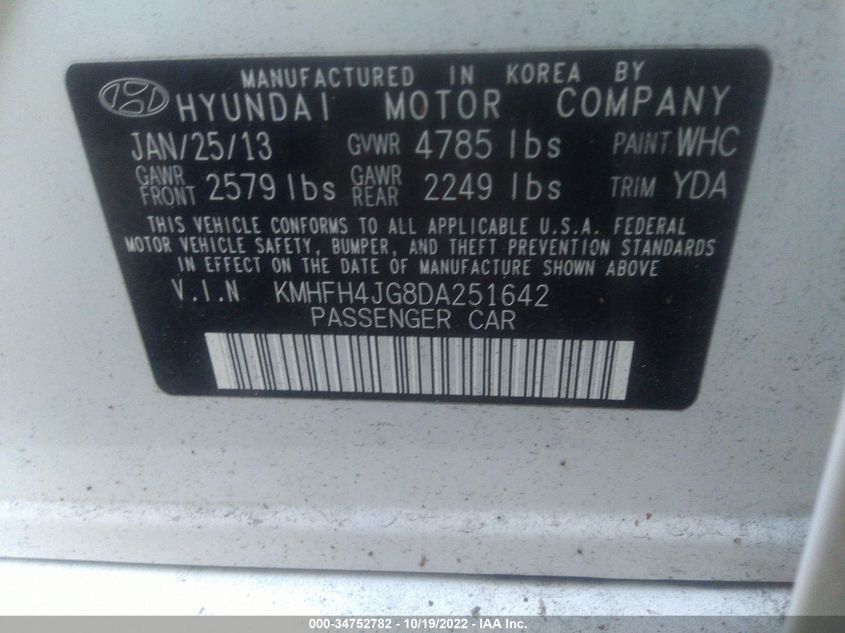 MANUFACTURED IN KOREA BY
HYUNDAI MOTOR COMPANY
JAN/25/13 GVWR 4785 lbs PAINT WHC
GAWR FRONT 2579 lbs GAWR REAR 2249 lbs TRIM YDA
THIS VEHICLE CONFORMS TO ALL APPLICABLE U.S.A. FEDERAL
MOTOR VEHICLE SAFETY, BUMPER, AND THEFT PREVENTION STANDARDS
IN EFFECT ON THE DATE OF MANUFACTURE SHOWN ABOVE
V.I.N KMHFH4JG8DA251642
PASSENGER CAR
000-34752782 - 10/19/2022 - IAA Inc.